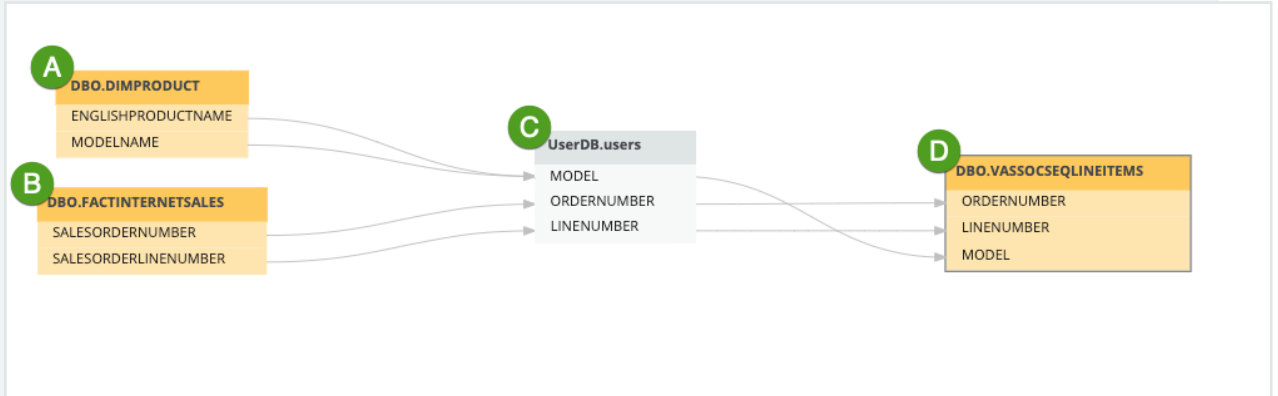 A
DBO.DIMPRODUCT
ENGLISHPRODUCTNAME
MODELNAME
B
DBO.FACTINTERNETSALES
SALESORDERNUMBER
SALESORDERLINENUMBER
C
UserDB.users
MODEL
ORDERNUMBER
LINENUMBER
D
DBO.VASSOCSEQLINEITEMS
ORDERNUMBER
LINENUMBER
MODEL